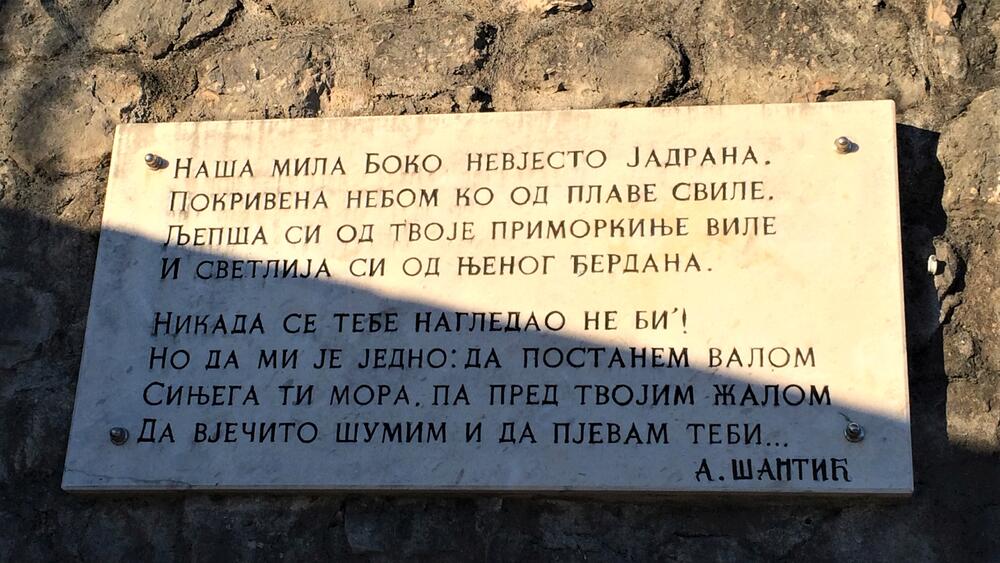 Наша мила Боко невјесто Јадрана.
Покривена небом ко од плаве свиле.
Љепша си од твоје приморкиње виле
И светлија си од њеног ђердана.
Никада се тебе нагледао не би'!
Но да ми је једно: да постанем валом
Сињега ти мора. па пред твојим жалом
Да вјечито шумим и да пјевам теби...
А. Шантић